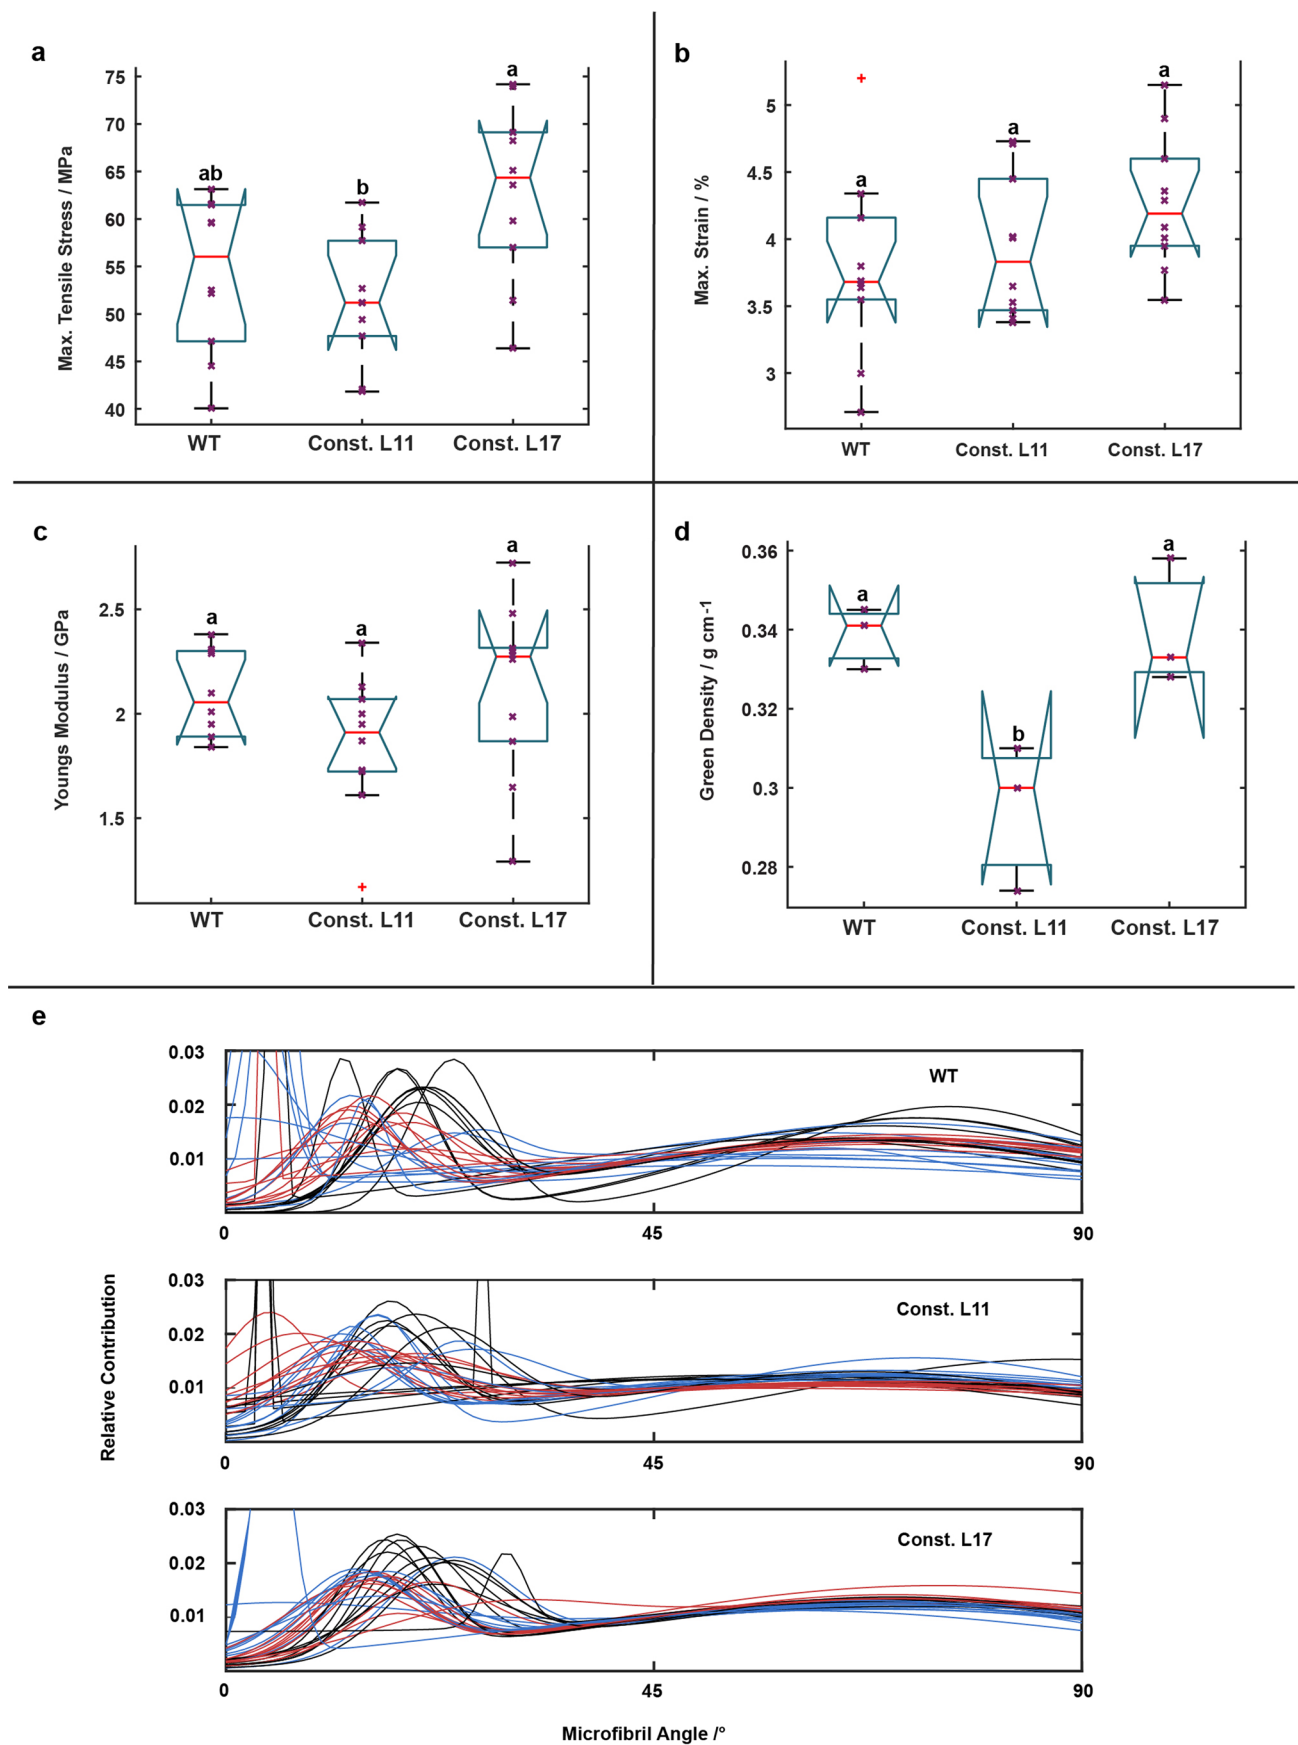 a
Max. Tensile Stress / MPa
75
70
65
60
55
50
45
40
ab
b
a
WT
Const. L11
Const. L17
b
Max. Strain / %
5
4.5
4
3.5
3
a
a
a
WT
Const. L11
Const. L17
c
Youngs Modulus / GPa
2.5
2
1.5
a
a
a
WT
Const. L11
Const. L17
d
Green Density / g cm-1
0.36
0.34
0.32
0.3
0.28
a
b
a
WT
Const. L11
Const. L17
e
Relative Contribution
0.03
0.02
0.01
WT
0
45
90
0.03
0.02
0.01
Const. L11
0
45
90
0.03
0.02
0.01
Const. L17
0
45
90
Microfibril Angle /°